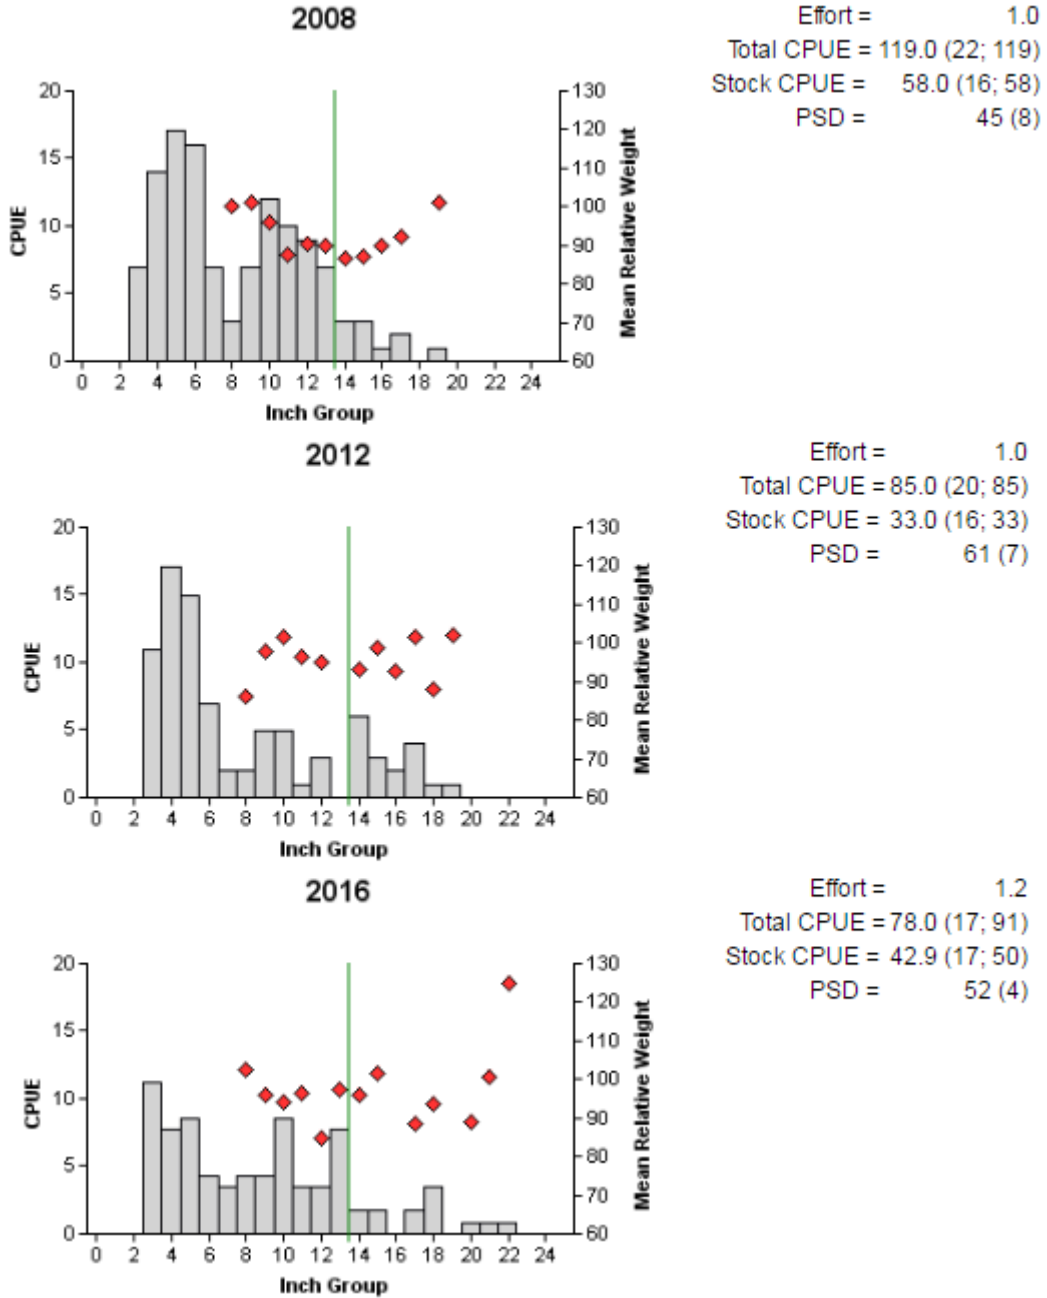 2008
Effort = 1.0
Total CPUE = 119.0 (22; 119)
Stock CPUE = 58.0 (16; 58)
PSD = 45 (8)
20
15
10
5
0
CPUE
130
120
110
100
90
80
70
60
Mean Relative Weight
0 2 4 6 8 10 12 14 16 18 20 22 24
Inch Group
2012
Effort = 1.0
Total CPUE = 85.0 (20; 85)
Stock CPUE = 33.0 (16; 33)
PSD = 61 (7)
20
15
10
5
0
CPUE
130
120
110
100
90
80
70
60
Mean Relative Weight
0 2 4 6 8 10 12 14 16 18 20 22 24
Inch Group
2016
Effort = 1.2
Total CPUE = 78.0 (17; 91)
Stock CPUE = 42.9 (17; 50)
PSD = 52 (4)
20
15
10
5
0
CPUE
130
120
110
100
90
80
70
60
Mean Relative Weight
0 2 4 6 8 10 12 14 16 18 20 22 24
Inch Group